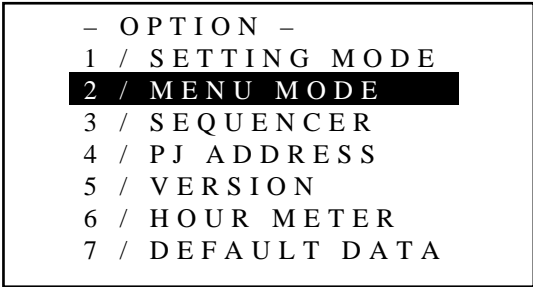 – OPTION –
1 / SETTING MODE
2 / MENU MODE
3 / SEQUENCER
4 / PJ ADDRESS
5 / VERSION
6 / HOUR METER
7 / DEFAULT DATA